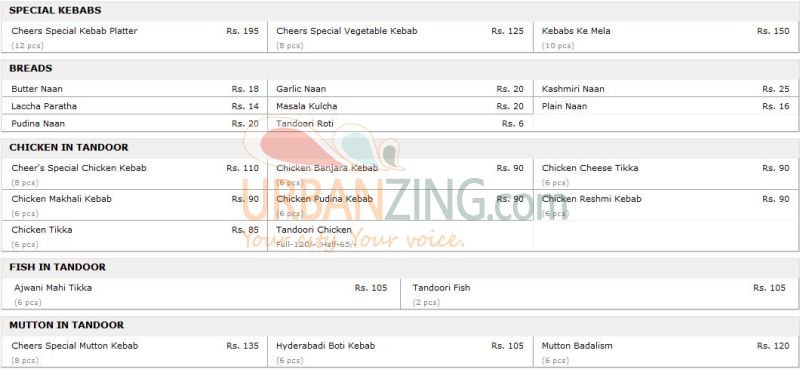 SPECIAL KEBABS
Cheers Special Kebab Platter Rs. 195 Cheers Special Vegetable Kebab Rs. 125 Kebabs Ke Mela Rs. 150
(12 pcs) (8 pcs) (10 pcs)
BREADS
Butter Naan Rs. 18 Garlic Naan Rs. 20 Kashmiri Naan Rs. 25
Laccha Paratha Rs. 14 Masala Kulcha Rs. 20 Plain Naan Rs. 16
Pudina Naan Rs. 20 Tandoori Roti Rs. 6
CHICKEN IN TANDOOR
Cheer's Special Chicken Kebab Rs. 110 Chicken Banjara Kebab Rs. 90 Chicken Cheese Tikka Rs. 90
(8 pcs) (6 pcs) (6 pcs)
Chicken Makhali Kebab Rs. 90 Chicken Pudina Kebab Rs. 90 Chicken Reshmi Kebab Rs. 90
(6 pcs) (6 pcs) (6 pcs)
URBANZING.com
Chicken Tikka Rs. 85 Tandoori Chicken
(6 pcs) Full-120/-, Half-65/-
Your city. Your voice.
FISH IN TANDOOR
Ajwani Mahi Tikka Rs. 105 Tandoori Fish Rs. 105
(6 pcs) (2 pcs)
MUTTON IN TANDOOR
Cheers Special Mutton Kebab Rs. 135 Hyderabadi Boti Kebab Rs. 105 Mutton Badalism Rs. 120
(8 pcs) (6 pcs) (6 pcs)